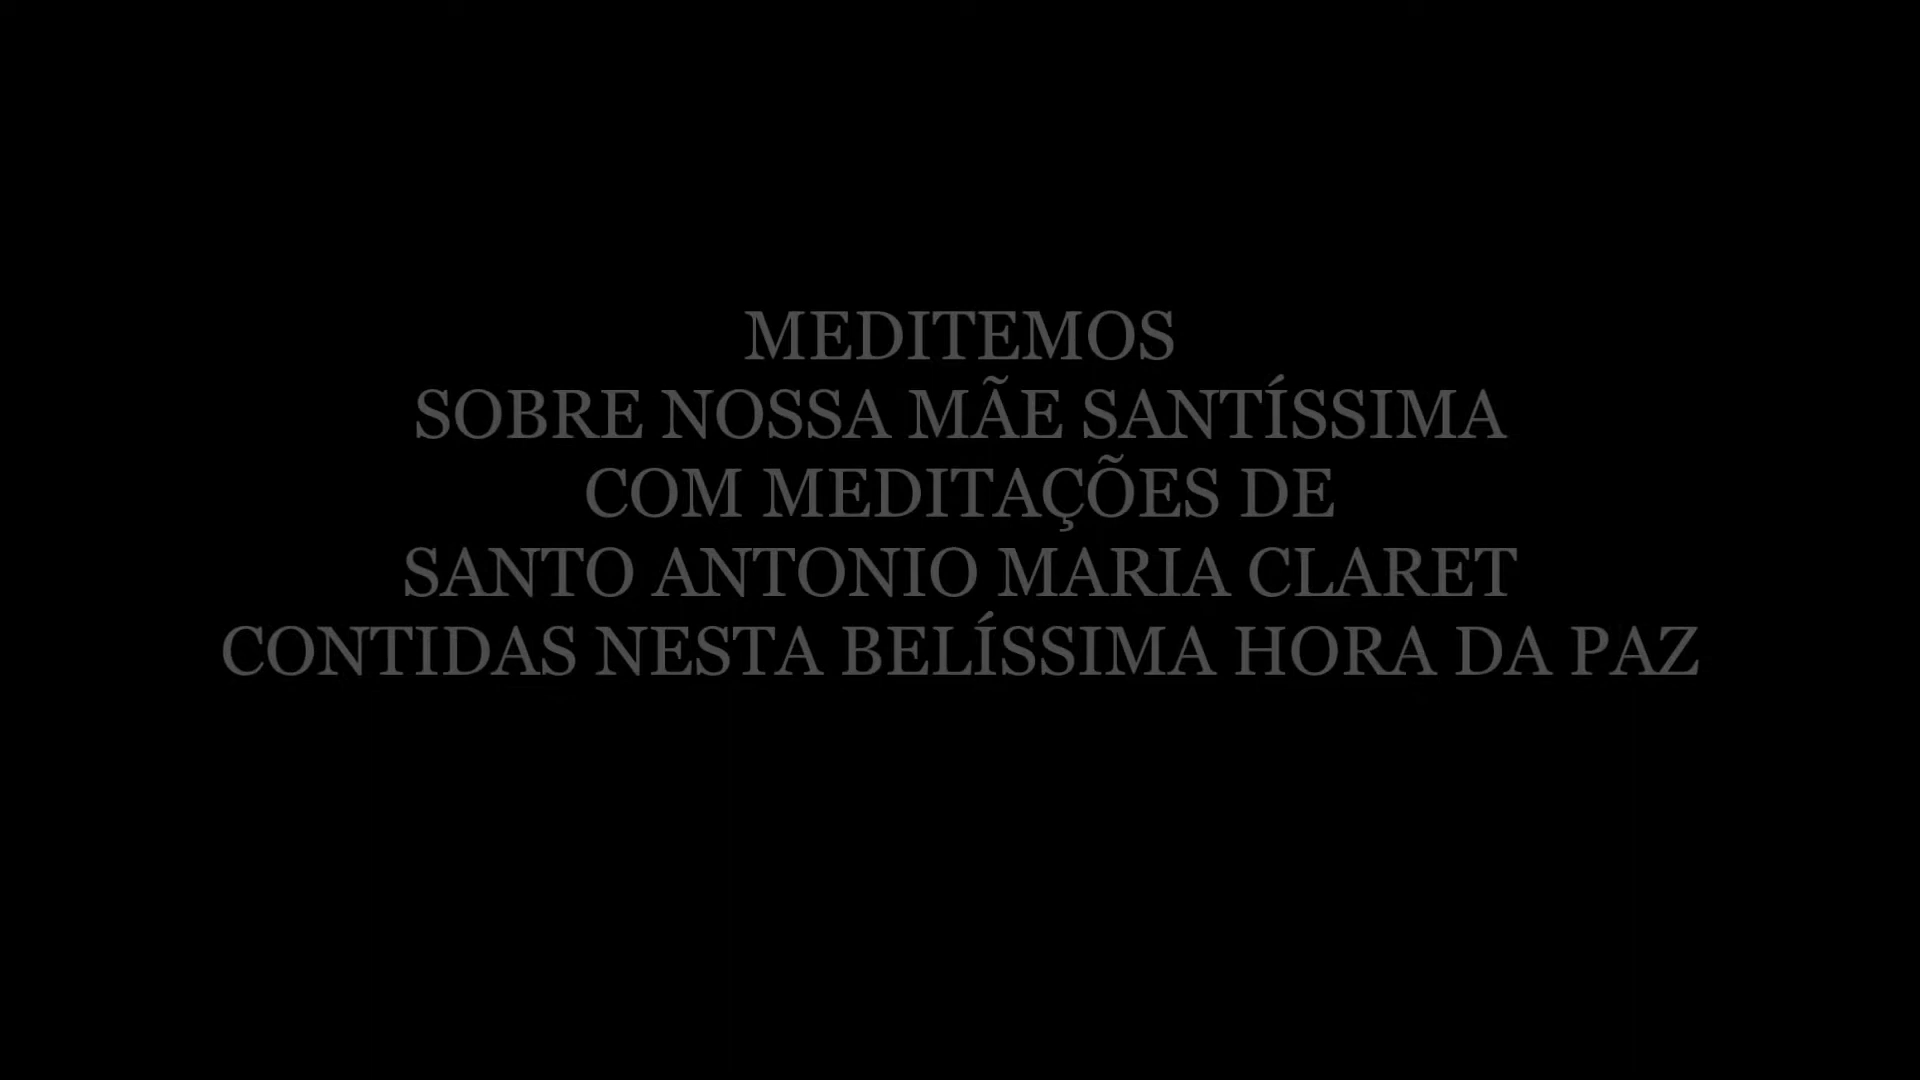 MEDITEMOS
SOBRE NOSSA MÃE SANTÍSSIMA
COM MEDITAÇÕES DE
SANTO ANTONIO MARIA CLARET
CONTIDAS NESTA BELÍSSIMA HORA DA PAZ